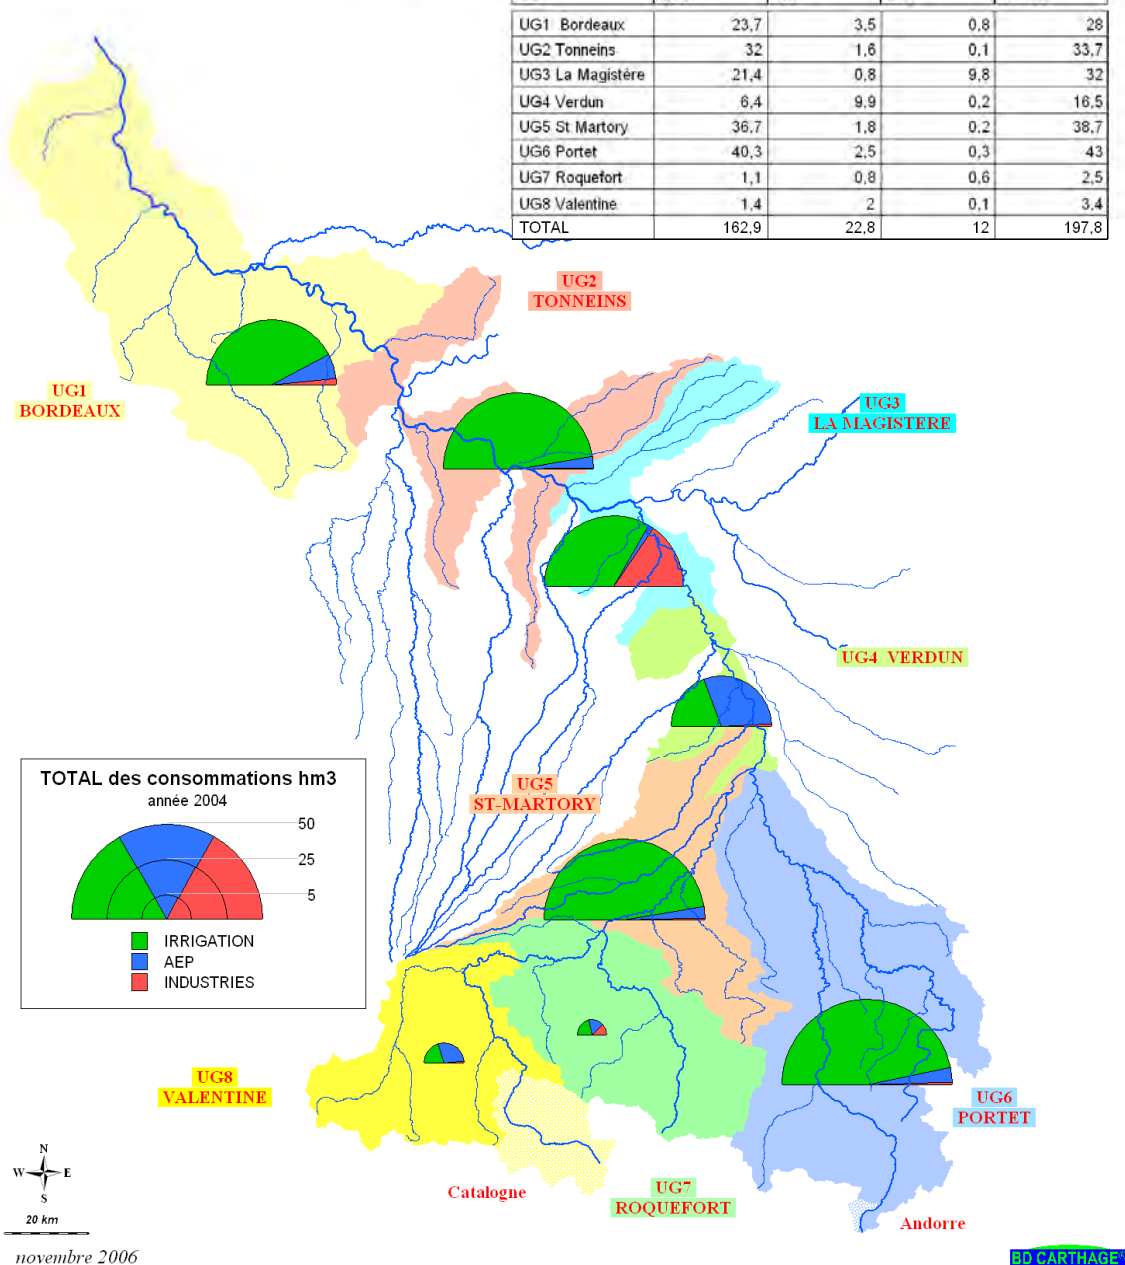 UG1 Bordeaux 23,7 3,5 0,8 28
UG2 Tonneins 32 1,6 0,1 33,7
UG3 La Magistère 21,4 0,8 9,8 32
UG4 Verdun 6,4 9,9 0,2 16,5
UG5 St Martory 36,7 1,8 0,2 38,7
UG6 Portet 40,3 2,5 0,3 43
UG7 Roquefort 1,1 0,8 0,6 2,5
UG8 Valentine 1,4 2 0,1 3,4
TOTAL 162,9 22,8 12 197,8
UG2
TONNEINS
UG1
BORDEAUX
UG3
LA MAGISTERE
UG4 VERDUN
UG5
ST-MARTORY
TOTAL des consommations hm3
année 2004
50
25
5
IRRIGATION
AEP
INDUSTRIES
UG8
VALENTINE
UG6
PORTET
UG7
ROQUEFORT
Catalogne
Andorre
N
W E
S
20 km
novembre 2006
BD CARTHAGE